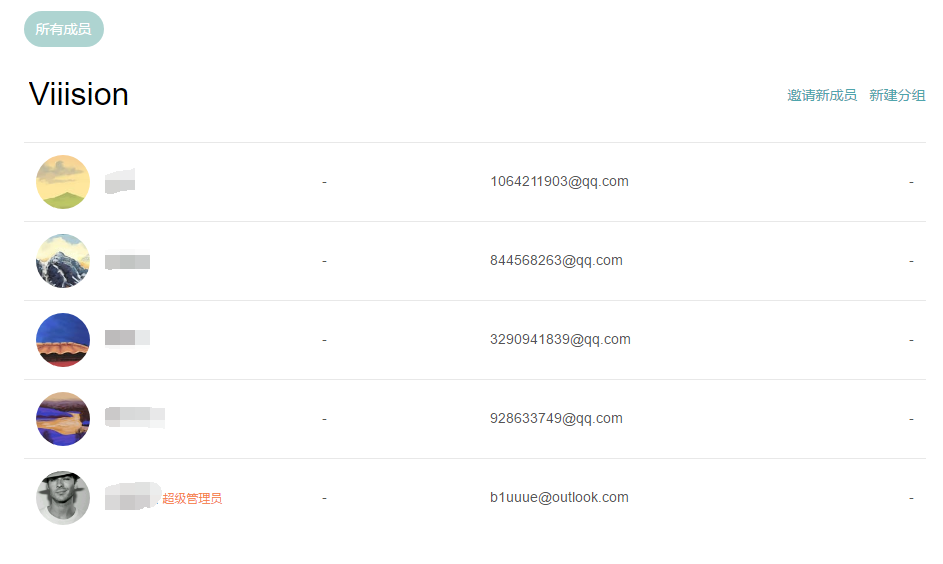 所有成员
Viiision
邀请新成员 新建分组
- 1064211903@qq.com -
- 844568263@qq.com -
- 3290941839@qq.com -
- 928633749@qq.com -
超级管理员 - b1uuue@outlook.com -